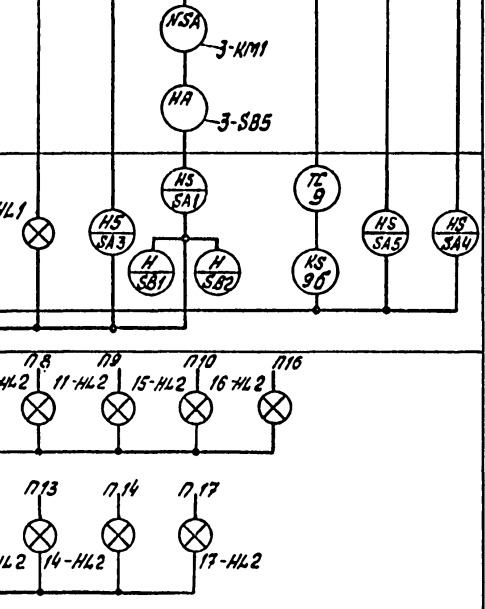 NSA
3-KM1
HA
3-SB5
HS
SA1
TC
9
HL1
HS
SA3
HS
SA5
HS
SA4
H
SB1
H
SB2
KS
9б
П8 П9 П10 П16
HL2 11-HL2 15-HL2 16-HL2
П13 П14 П17
HL2 14-HL2 17-HL2